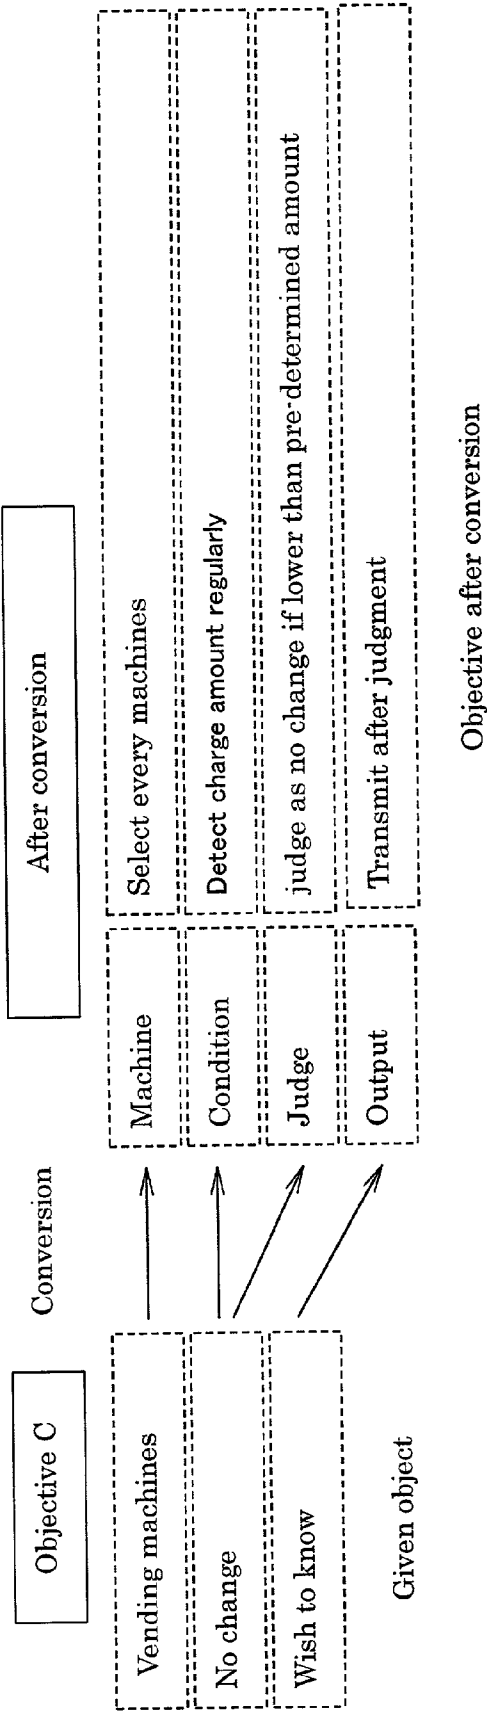 Objective C
Conversion
After conversion
Vending machines
Machine
Select every machines
No change
Condition
Detect charge amount regularly
Wish to know
Judge
judge as no change if lower than pre-determined amount
Output
Transmit after judgment
Given object
Objective after conversion